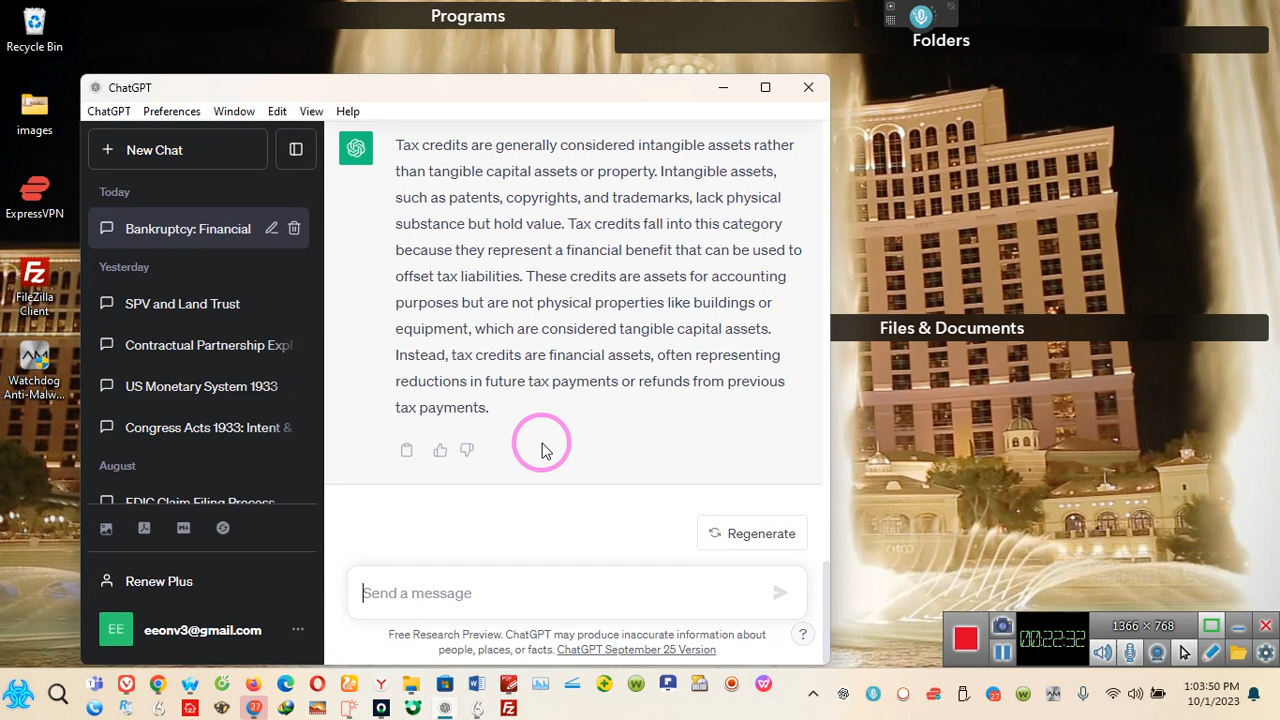 Programs
Folders
Recycle Bin
images
ExpressVPN
FileZilla
Client
Watchdog
Anti-Malw...
Files & Documents
ChatGPT
ChatGPT Preferences Window Edit View Help
New Chat
Today
Bankruptcy: Financial
Yesterday
SPV and Land Trust
Contractual Partnership Expl
US Monetary System 1933
Congress Acts 1933: Intent &
August
FDIC Claim Filing Process
Renew Plus
EE
eeonv3@gmail.com
Tax credits are generally considered intangible assets rather
than tangible capital assets or property. Intangible assets,
such as patents, copyrights, and trademarks, lack physical
substance but hold value. Tax credits fall into this category
because they represent a financial benefit that can be used to
offset tax liabilities. These credits are assets for accounting
purposes but are not physical properties like buildings or
equipment, which are considered tangible capital assets.
Instead, tax credits are financial assets, often representing
reductions in future tax payments or refunds from previous
tax payments.
Regenerate
Send a message
Free Research Preview. ChatGPT may produce inaccurate information about
people, places, or facts. ChatGPT September 25 Version
?
1366 × 768
00:22:32
1:03:50 PM
10/1/2023